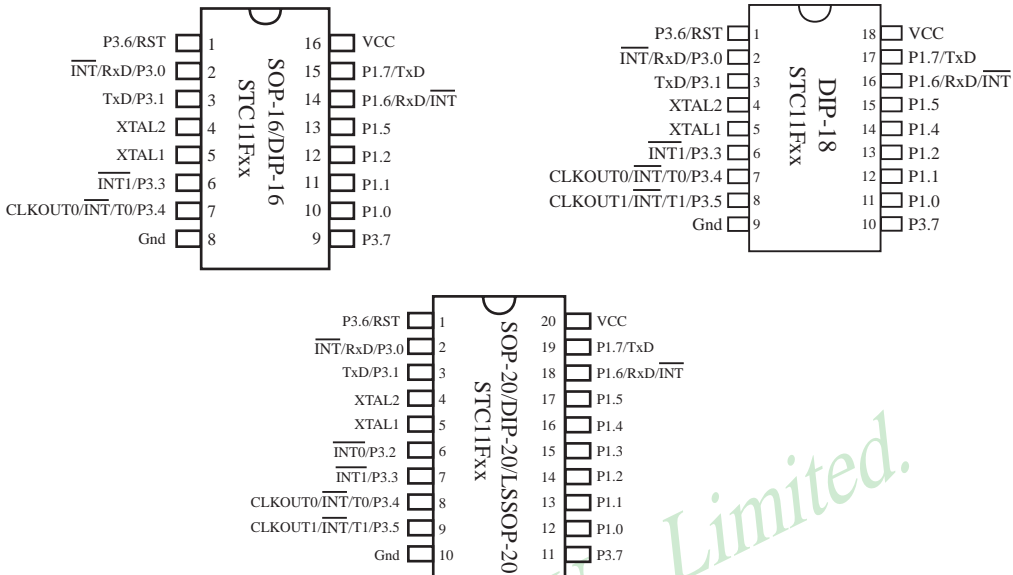 P3.6/RST 1 16 VCC
INT/RxD/P3.0 2 15 P1.7/TxD
TxD/P3.1 3 14 P1.6/RxD/INT
XTAL2 4 13 P1.5
XTAL1 5 12 P1.2
INT1/P3.3 6 11 P1.1
CLKOUT0/INT/T0/P3.4 7 10 P1.0
Gnd 8 9 P3.7
SOP-16/DIP-16
STC11Fxx
P3.6/RST 1 18 VCC
INT/RxD/P3.0 2 17 P1.7/TxD
TxD/P3.1 3 16 P1.6/RxD/INT
XTAL2 4 15 P1.5
XTAL1 5 14 P1.4
INT1/P3.3 6 13 P1.2
CLKOUT0/INT/T0/P3.4 7 12 P1.1
CLKOUT1/INT/T1/P3.5 8 11 P1.0
Gnd 9 10 P3.7
DIP-18
STC11Fxx
P3.6/RST 1 20 VCC
INT/RxD/P3.0 2 19 P1.7/TxD
TxD/P3.1 3 18 P1.6/RxD/INT
XTAL2 4 17 P1.5
XTAL1 5 16 P1.4
INT0/P3.2 6 15 P1.3
INT1/P3.3 7 14 P1.2
CLKOUT0/INT/T0/P3.4 8 13 P1.1
CLKOUT1/INT/T1/P3.5 9 12 P1.0
Gnd 10 11 P3.7
SOP-20/DIP-20/LSSOP-20
STC11Fxx
Limited.